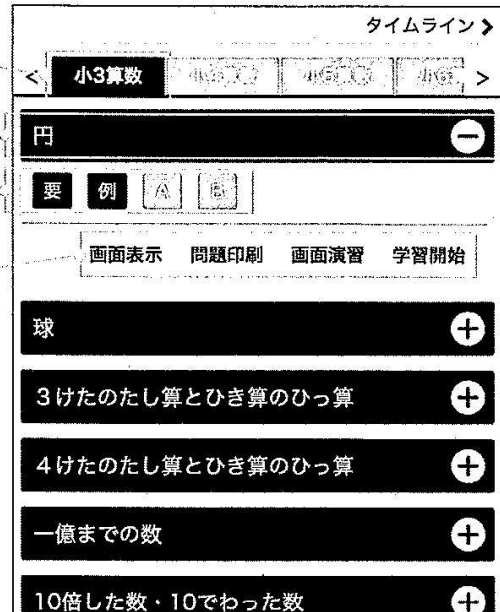 タイムライン ❯
< 小3算数 小6 >
円
要 例 A B
画面表示 問題印刷 画面演習 学習開始
球
3けたのたし算とひき算のひっ算
4けたのたし算とひき算のひっ算
一億までの数
10倍した数・10でわった数